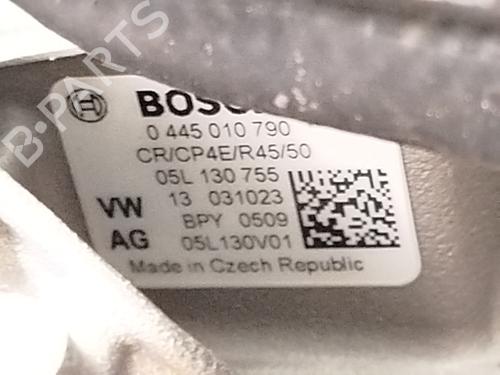 B-PARTS
BOSCH
0 445 010 790
CR/CP4E/R45/50
05L 130 755
VW 13 031023
BPY 0509
AG 05L130V01
Made in Czech Republic